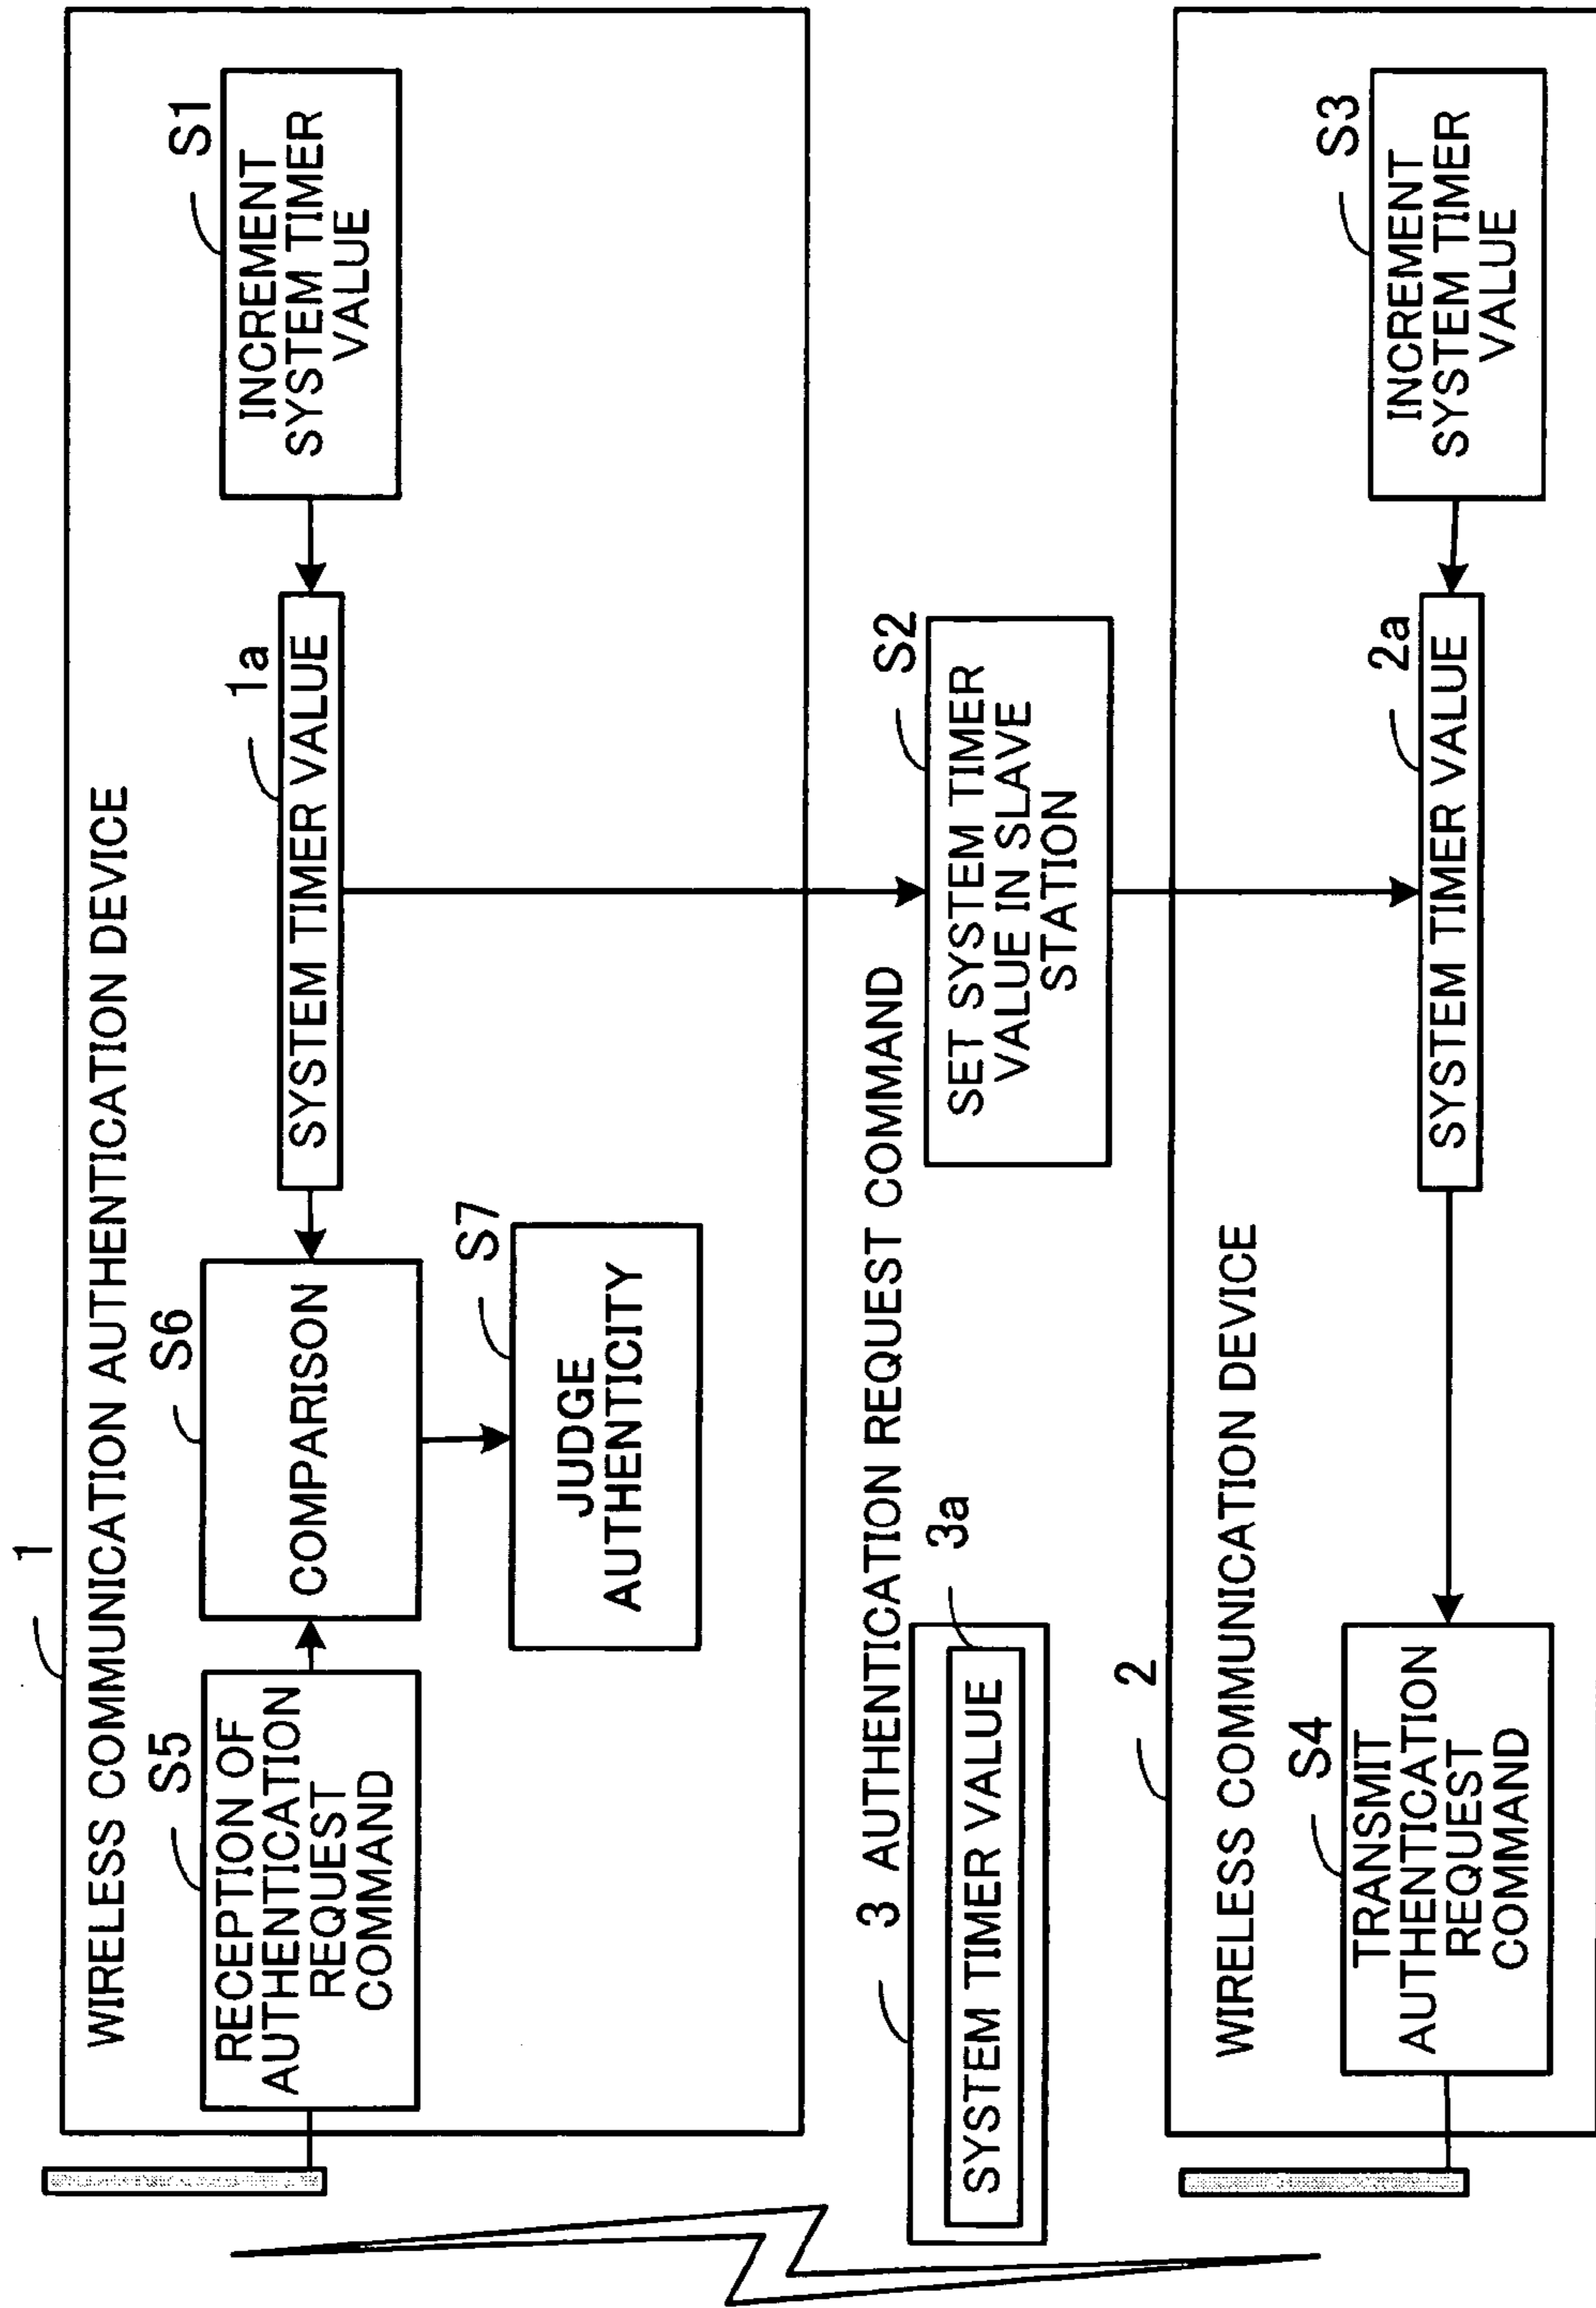 1
WIRELESS COMMUNICATION AUTHENTICATION DEVICE
S5
RECEPTION OF
AUTHENTICATION
REQUEST
COMMAND
S6
COMPARISON
1a
SYSTEM TIMER VALUE
S1
INCREMENT
SYSTEM TIMER
VALUE
S7
JUDGE
AUTHENTICITY
3 AUTHENTICATION REQUEST COMMAND
3a
SYSTEM TIMER VALUE
S2
SET SYSTEM TIMER
VALUE IN SLAVE
STATION
2
WIRELESS COMMUNICATION DEVICE
S4
TRANSMIT
AUTHENTICATION
REQUEST
COMMAND
2a
SYSTEM TIMER VALUE
S3
INCREMENT
SYSTEM TIMER
VALUE